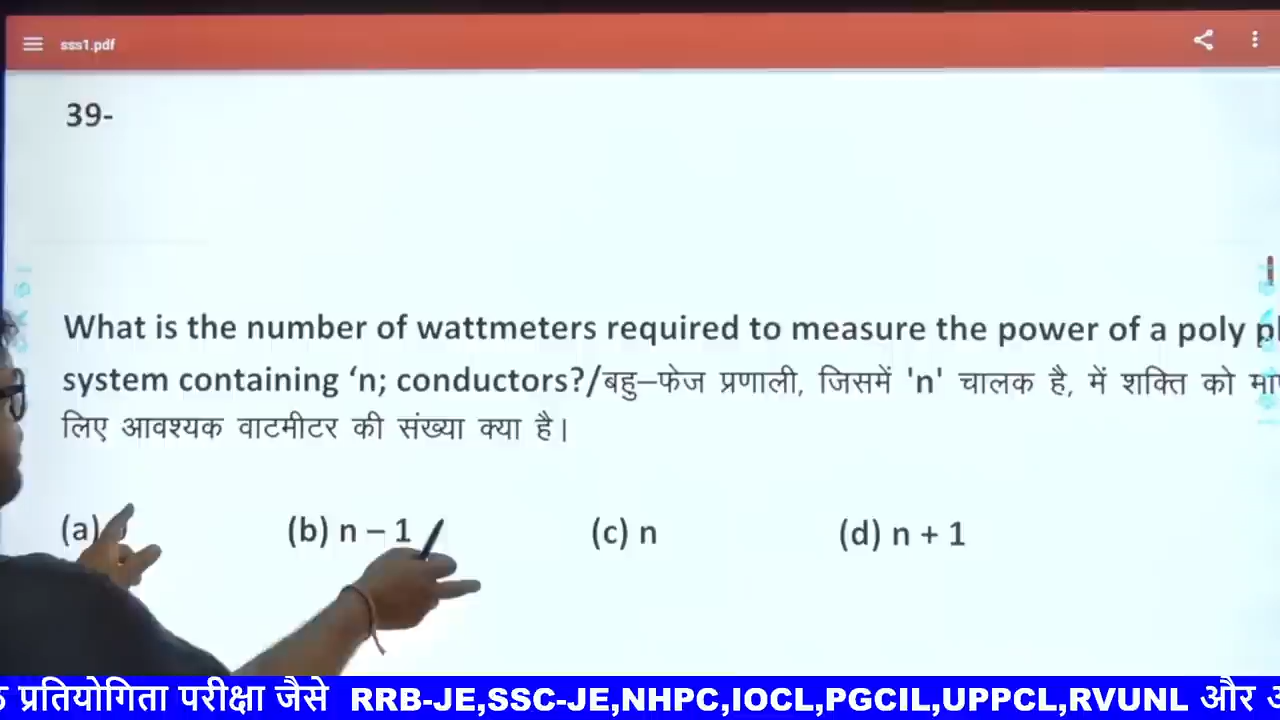 sss1.pdf
39-
What is the number of wattmeters required to measure the power of a poly
system containing ‘n; conductors?/बहु–फेज प्रणाली, जिसमें 'n' चालक है, में शक्ति को
लिए आवश्यक वाटमीटर की संख्या क्या है।
(a) (b) n – 1 (c) n (d) n + 1
प्रतियोगिता परीक्षा जैसे RRB-JE,SSC-JE,NHPC,IOCL,PGCIL,UPPCL,RVUNL और